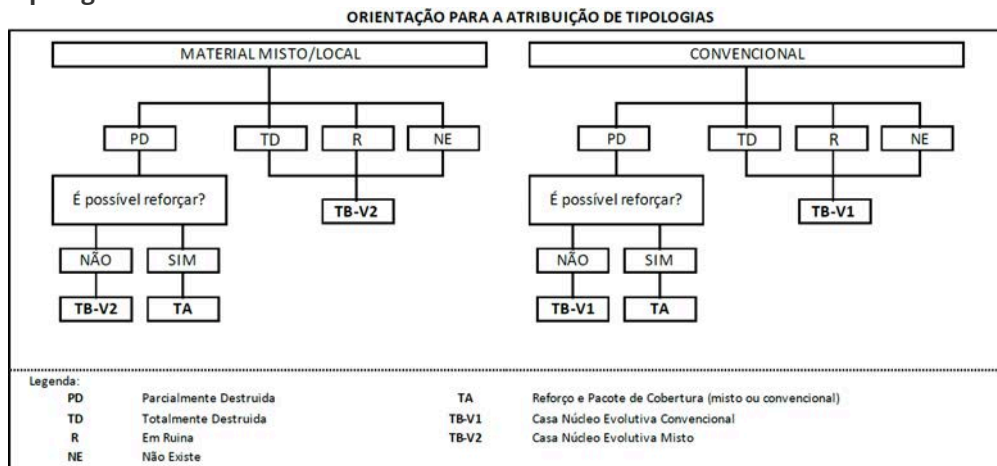 ORIENTAÇÃO PARA A ATRIBUIÇÃO DE TIPOLOGIAS
MATERIAL MISTO/LOCAL
PD TD R NE
É possível reforçar?
TB-V2
NÃO SIM
TB-V2 TA
CONVENCIONAL
PD TD R NE
É possível reforçar?
TB-V1
NÃO SIM
TB-V1 TA
Legenda:
PD Parcialmente Destruida
TD Totalmente Destruida
R Em Ruina
NE Não Existe
TA Reforço e Pacote de Cobertura (misto ou convencional)
TB-V1 Casa Núcleo Evolutiva Convencional
TB-V2 Casa Núcleo Evolutiva Misto